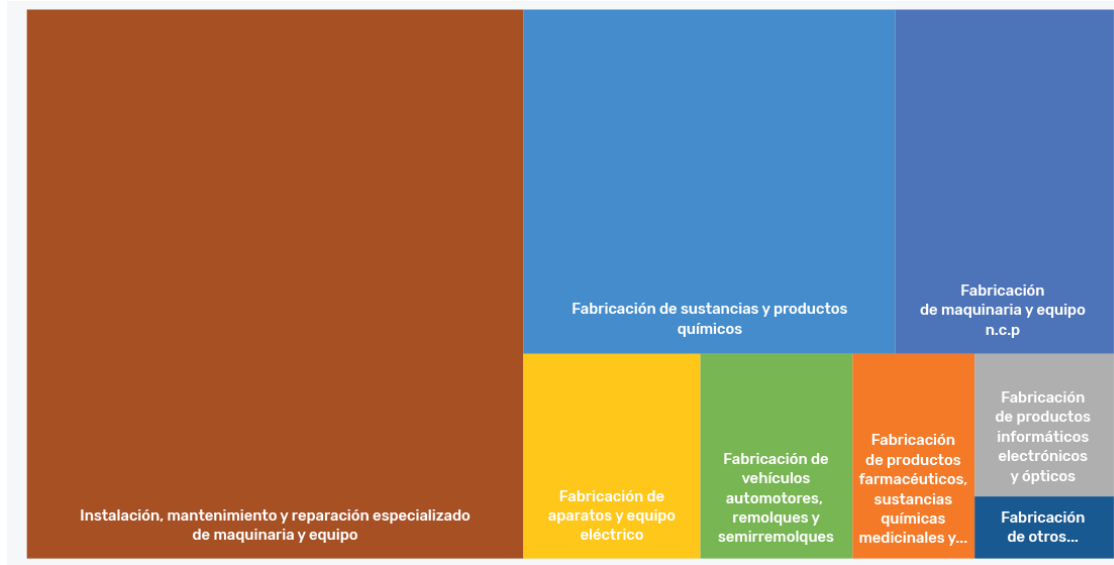 Instalación, mantenimiento y reparación especializado
de maquinaria y equipo
Fabricación de sustancias y productos
químicos
Fabricación
de maquinaria y equipo
n.c.p
Fabricación de
aparatos y equipo
eléctrico
Fabricación de
vehículos
automotores,
remolques y
semirremolques
Fabricación
de productos
farmacéuticos,
sustancias
químicas
medicinales y...
Fabricación
de productos
informáticos
electrónicos
y ópticos
Fabricación
de otros...